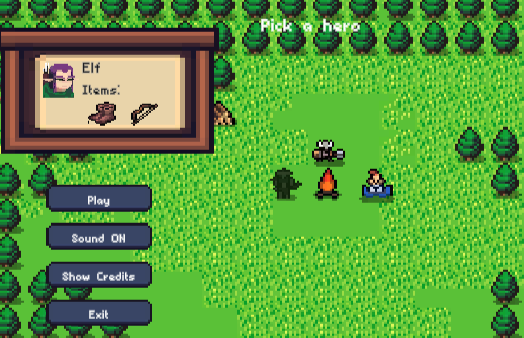 Pick a hero
Elf
Items:
Play
Sound ON
Show Credits
Exit